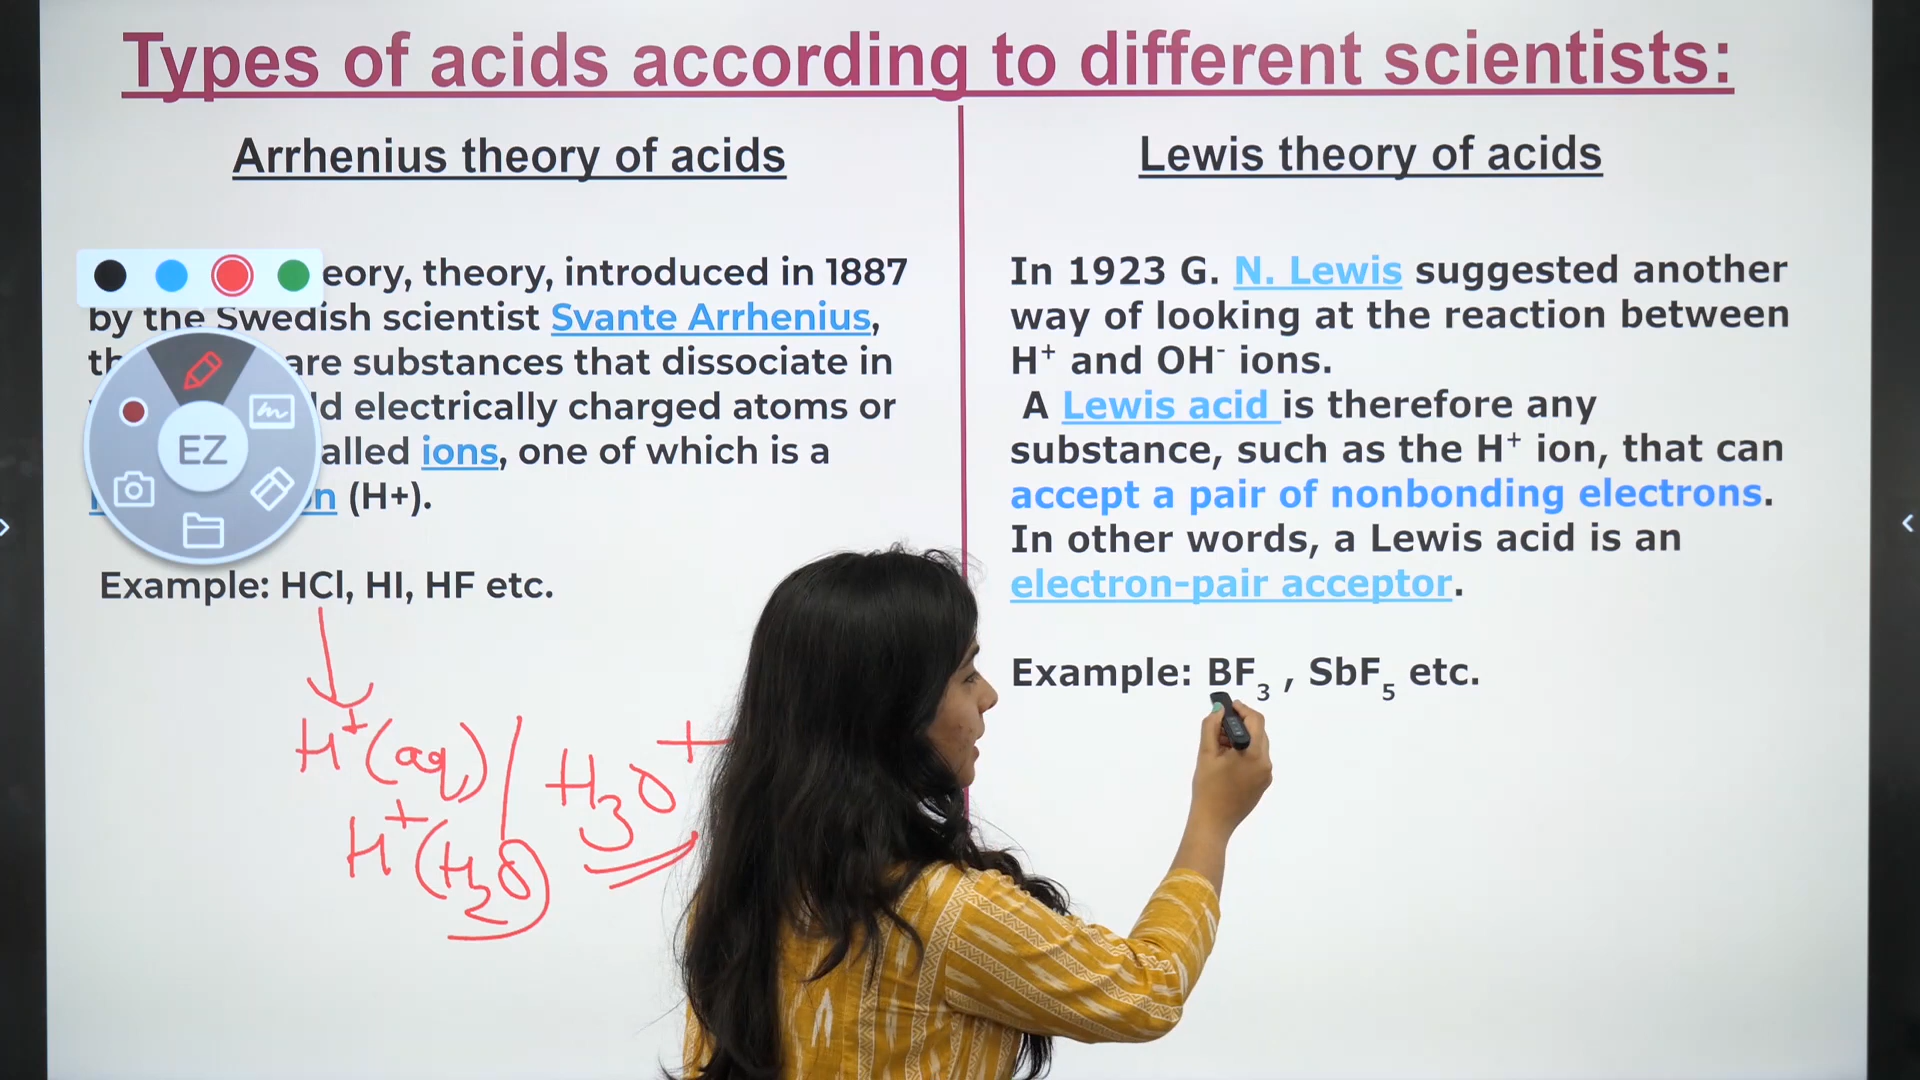 Types of acids according to different scientists:
Arrhenius theory of acids
eory, theory, introduced in 1887
by the Swedish scientist Svante Arrhenius,
are substances that dissociate in
electrically charged atoms or
alled ions, one of which is a
(H+).
EZ
Example: HCl, HI, HF etc.
H+(aq) / H3O+
H+(H2O)
Lewis theory of acids
In 1923 G. N. Lewis suggested another
way of looking at the reaction between
H+ and OH- ions.
A Lewis acid is therefore any
substance, such as the H+ ion, that can
accept a pair of nonbonding electrons.
In other words, a Lewis acid is an
electron-pair acceptor.
Example: BF3 , SbF5 etc.